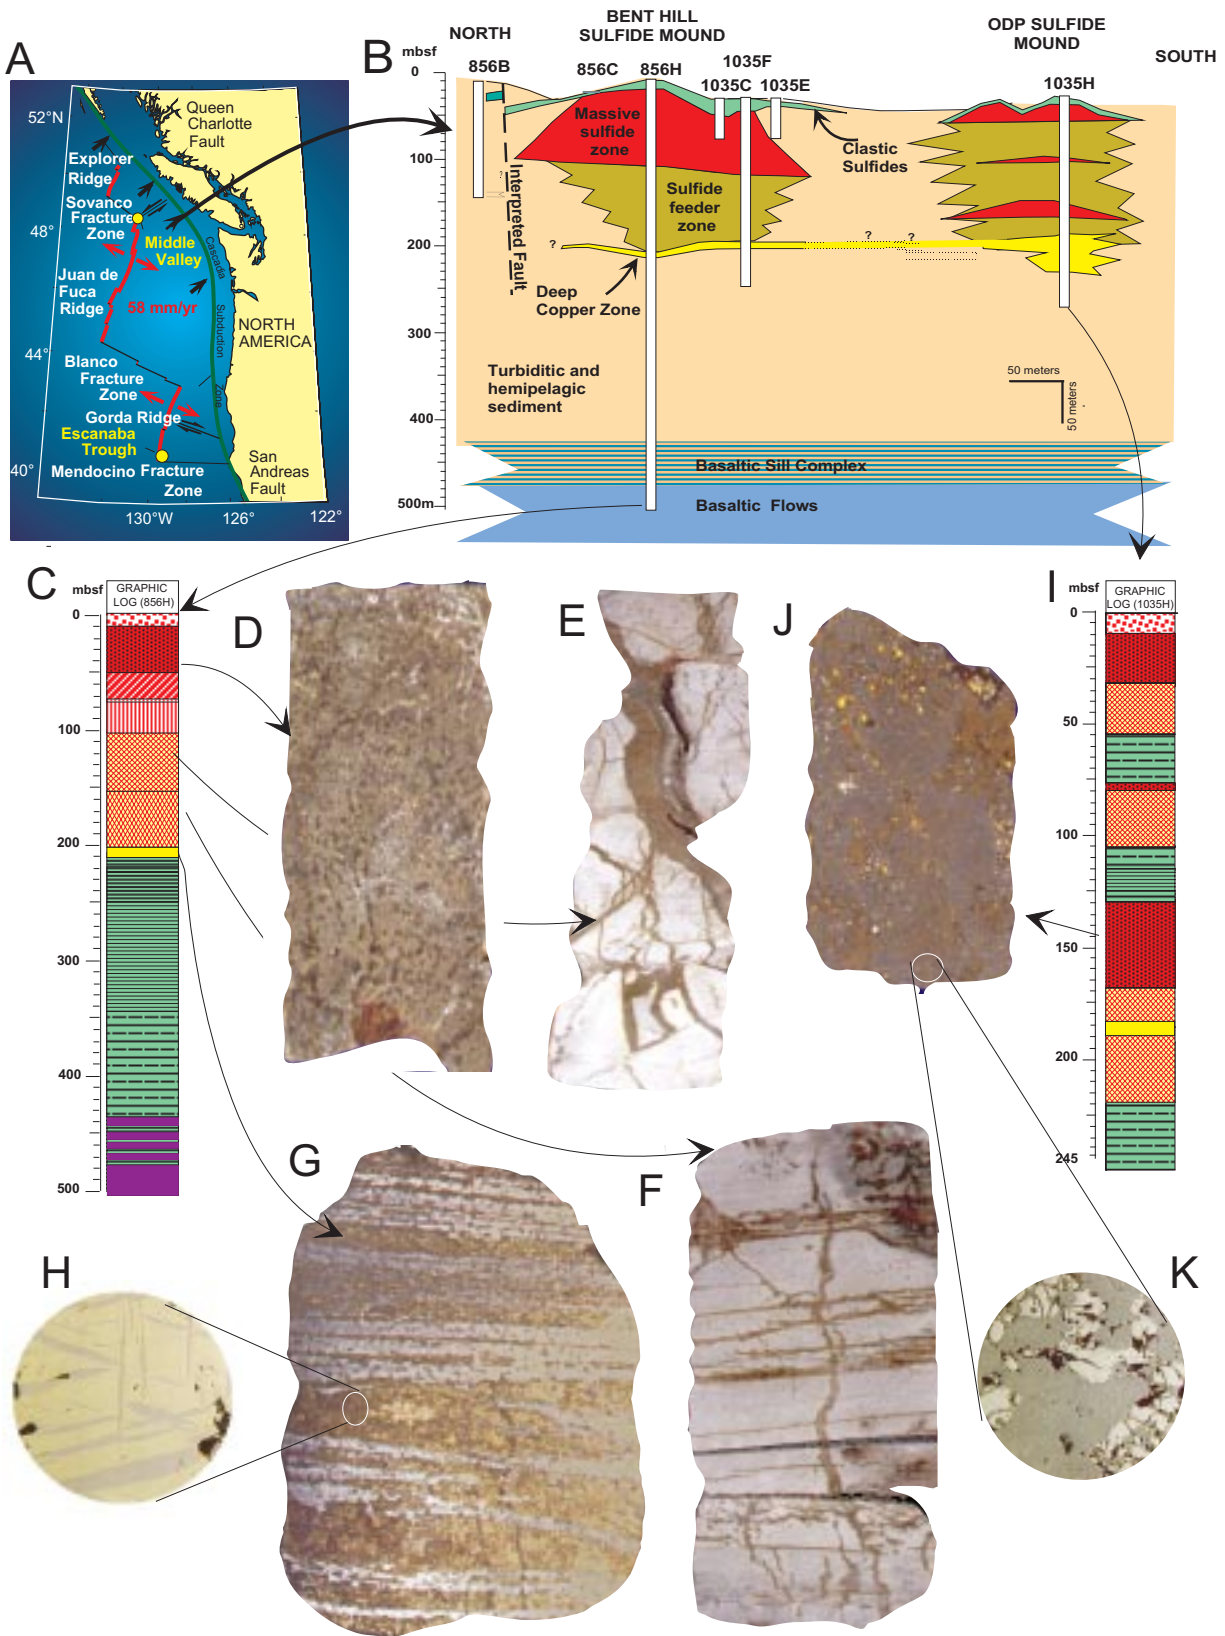 A
52°N
Queen
Charlotte
Fault
Explorer
Ridge
Sovanco
Fracture
Zone
48°
Middle
Valley
Cascadia
Subduction
Zone
Juan de
Fuca
Ridge
58 mm/yr
NORTH
AMERICA
44°
Blanco
Fracture
Zone
Gorda Ridge
Escanaba
Trough
40°
Mendocino Fracture
Zone
San
Andreas
Fault
130°W
126°
122°
B
NORTH
BENT HILL
SULFIDE MOUND
ODP SULFIDE
MOUND
SOUTH
mbsf
856B
856C
856H
1035F
1035C
1035E
1035H
0
100
200
300
400
500m
Massive
sulfide
zone
Clastic
Sulfides
Interpreted Fault
Sulfide
feeder
zone
?
?
?
Deep
Copper Zone
50 meters
50 meters
Turbiditic and
hemipelagic
sediment
Basaltic Sill Complex
Basaltic Flows
C
mbsf
GRAPHIC
LOG (856H)
0
100
200
300
400
500
D
E
J
I
mbsf
GRAPHIC
LOG (1035H)
0
50
100
150
200
245
G
F
H
K